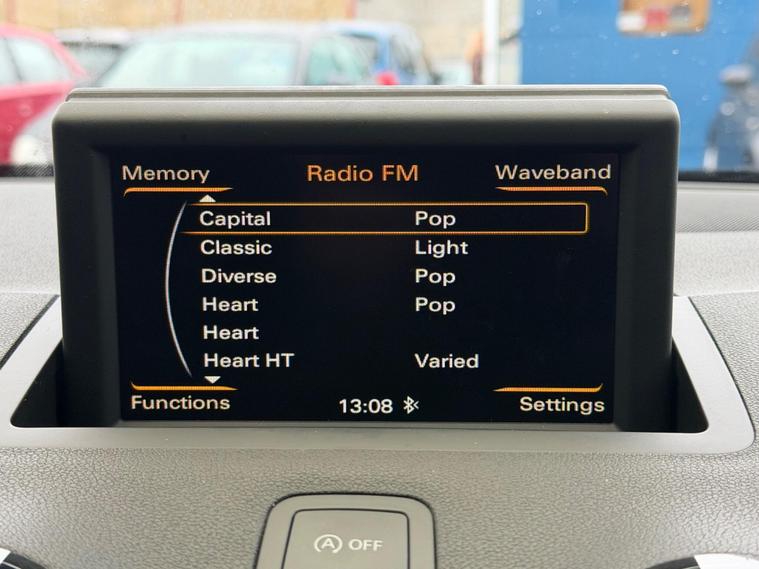 Memory Radio FM Waveband
Capital Pop
Classic Light
Diverse Pop
Heart Pop
Heart
Heart HT Varied
Functions 13:08 Settings
A OFF